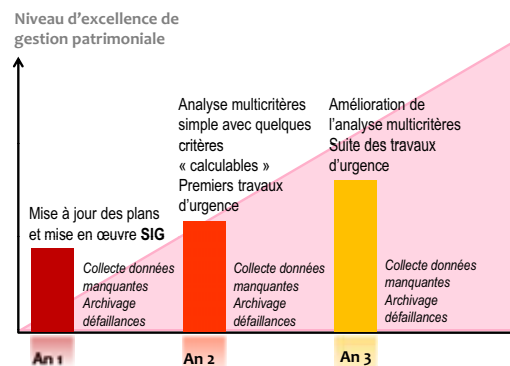 Niveau d'excellence de
gestion patrimoniale
Analyse multicritères
simple avec quelques
critères
« calculables »
Premiers travaux
d'urgence
Amélioration de
l'analyse multicritères
Suite des travaux
d'urgence
Mise à jour des plans
et mise en œuvre SIG
Collecte données
manquantes
Archivage
défaillances
Collecte données
manquantes
Archivage
défaillances
Collecte données
manquantes
Archivage
défaillances
An 1
An 2
An 3